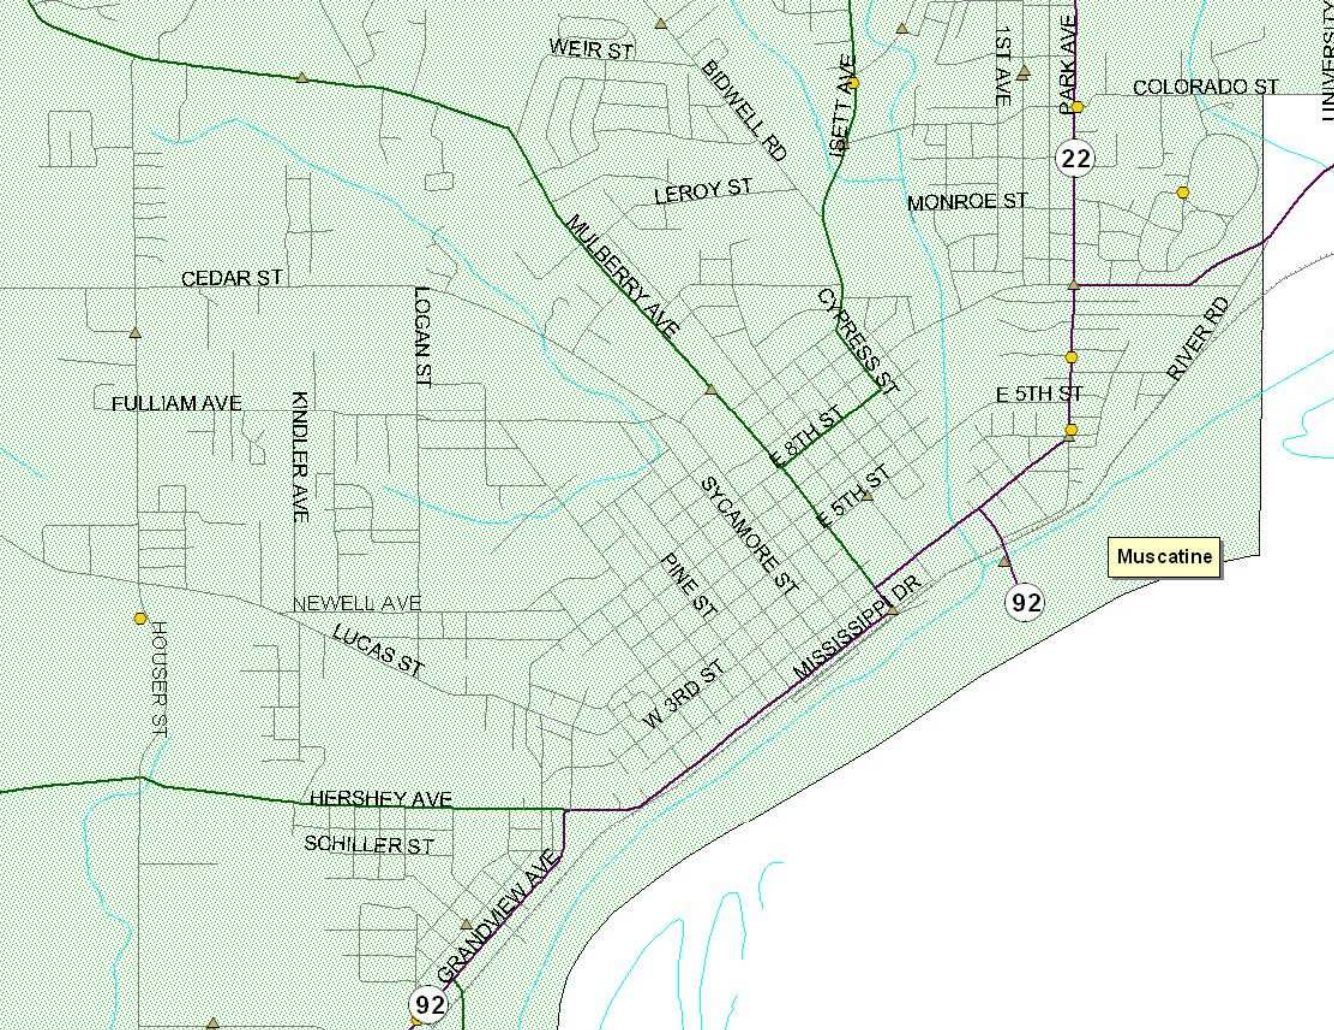 WEIR ST
BIDWELL RD
ISETT AVE
1ST AVE
PARK AVE
COLORADO ST
UNIVERSITY
22
LEROY ST
MONROE ST
MULBERRY AVE
CEDAR ST
LOGAN ST
CYPRESS ST
RIVER RD
FULLIAM AVE
KINDLER AVE
E 5TH ST
E 8TH ST
SYCAMORE ST
E 5TH ST
Muscatine
PINE ST
NEWELL AVE
92
HOUSER ST
LUCAS ST
MISSISSIPPI DR
W 3RD ST
HERSHEY AVE
SCHILLER ST
GRANDVIEW AVE
92